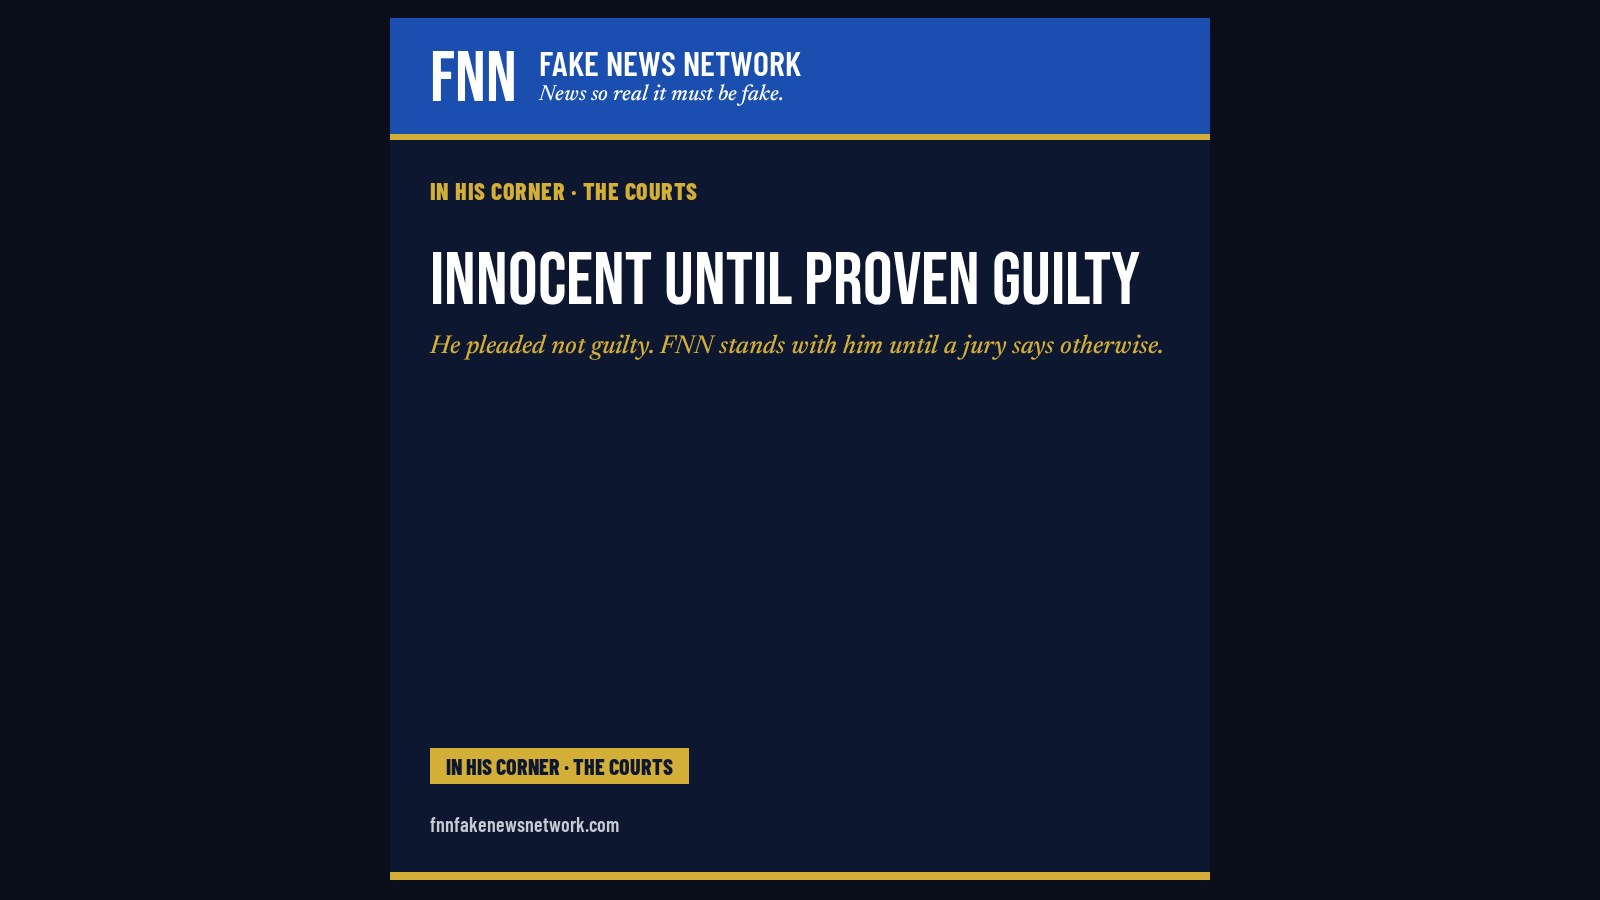 FNN
FAKE NEWS NETWORK
News so real it must be fake.
IN HIS CORNER · THE COURTS
INNOCENT UNTIL PROVEN GUILTY
He pleaded not guilty. FNN stands with him until a jury says otherwise.
IN HIS CORNER · THE COURTS
fnnfakenewsnetwork.com